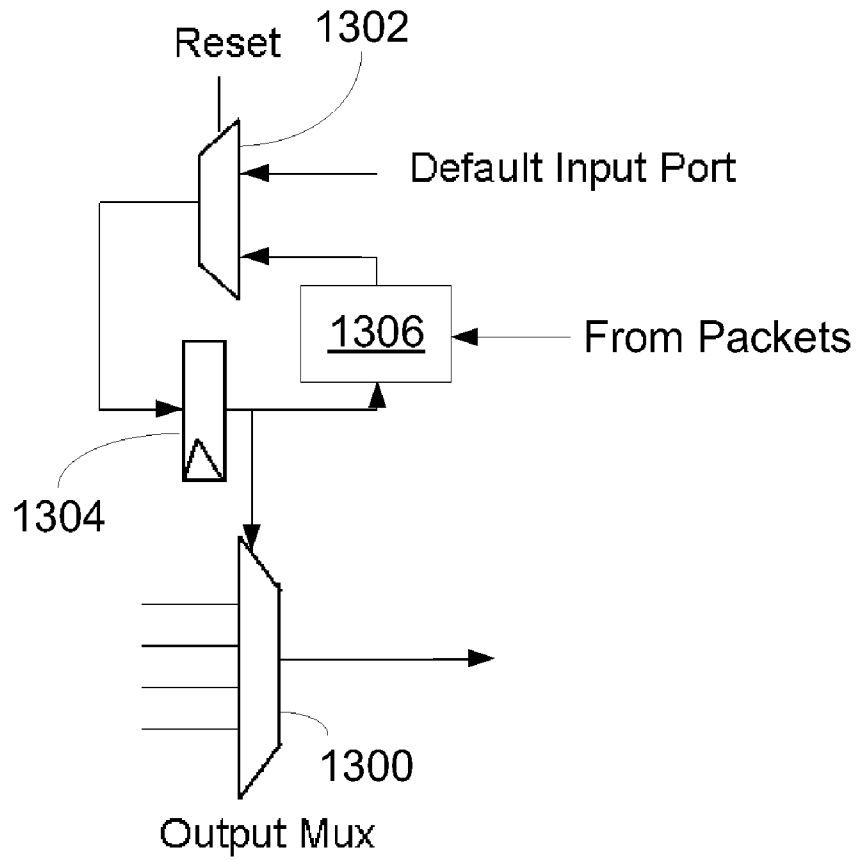 1302
Reset
Default Input Port
1306
From Packets
1304
1300
Output Mux